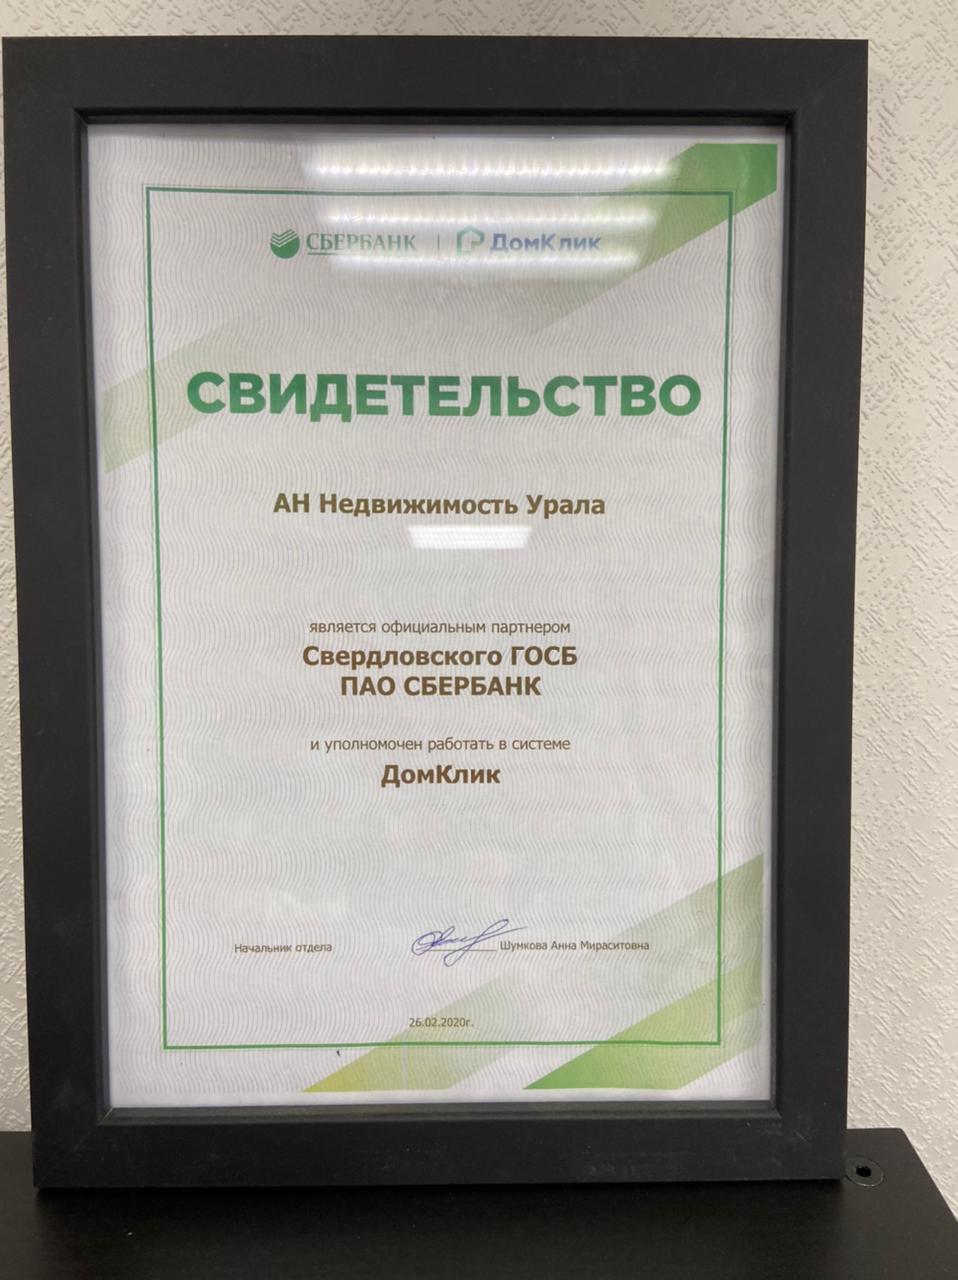 СБЕРБАНК | ДомКлик
СВИДЕТЕЛЬСТВО
АН Недвижимость Урала
является официальным партнером
Свердловского ГОСБ
ПАО СБЕРБАНК
и уполномочен работать в системе
ДомКлик
Начальник отдела Шумкова Анна Мираситовна
26.02.2020г.